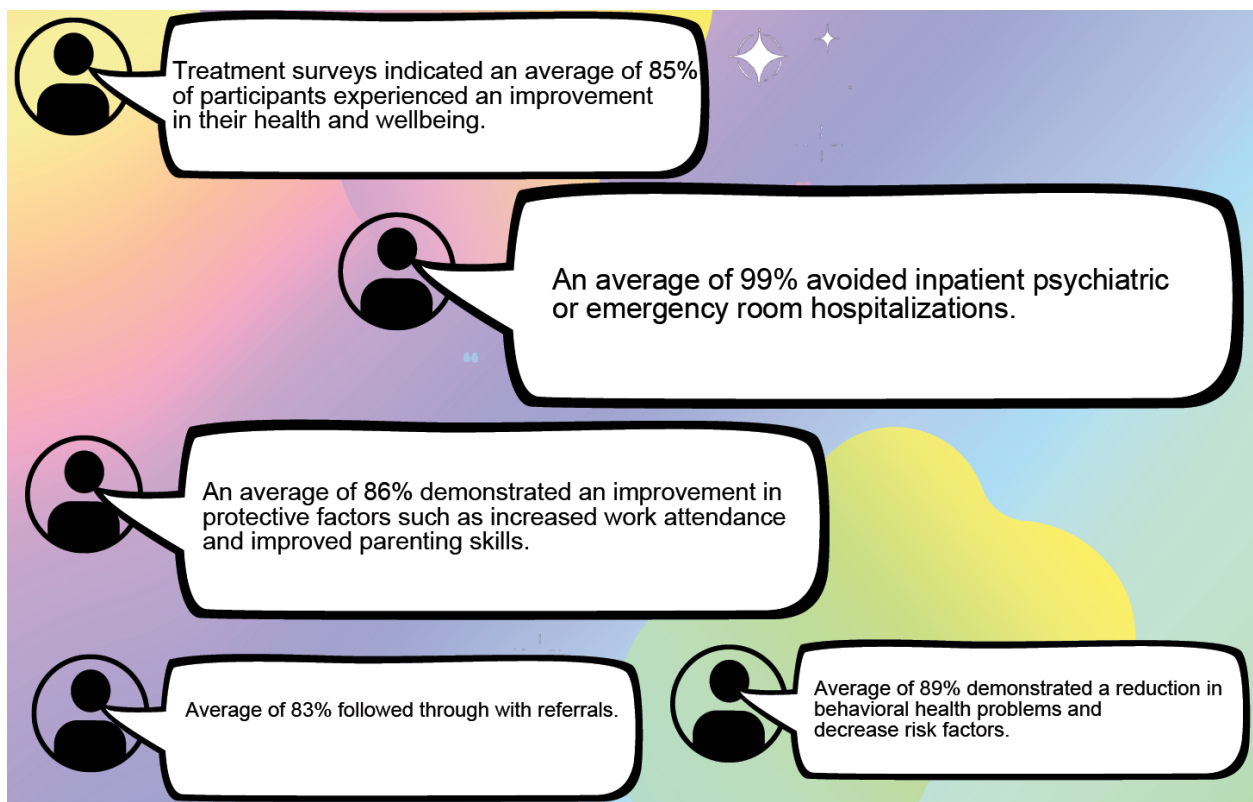 Treatment surveys indicated an average of 85%
of participants experienced an improvement
in their health and wellbeing.
An average of 99% avoided inpatient psychiatric
or emergency room hospitalizations.
An average of 86% demonstrated an improvement in
protective factors such as increased work attendance
and improved parenting skills.
Average of 83% followed through with referrals.
Average of 89% demonstrated a reduction in
behavioral health problems and
decrease risk factors.